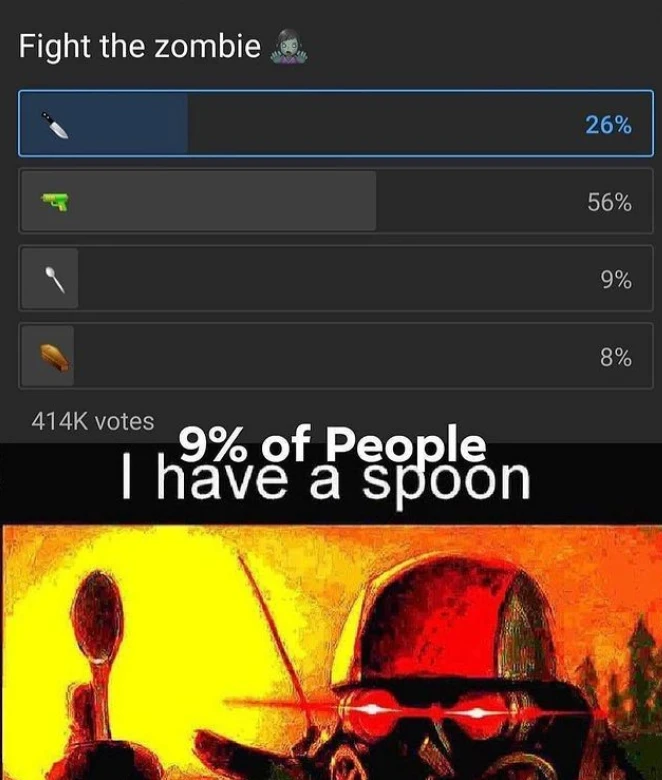 Fight the zombie 🧟‍♀️
🔪 26%
🔫 56%
🥄 9%
⚰️ 8%
414K votes
9% of People
I have a spoon